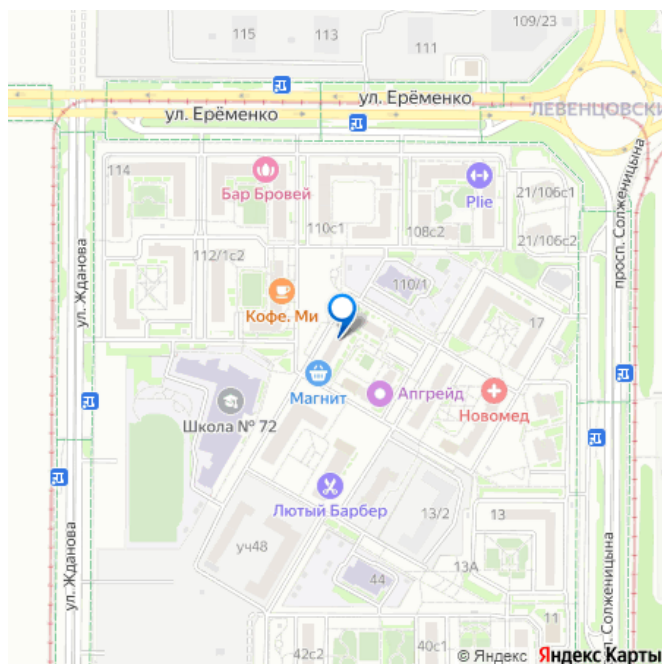 109/23
115
113
111
ул. Ерёменко
ул. Ерёменко
ЛЕВЕНЦОВСКИ
114
Бар Бровей
Plie
110с1
108с2
21/106с1
21/106с2
просп. Солженицына
ул. Жданова
112/1с2
110/1
Кофе. Ми
17
Магнит
Апгрейд
Новомед
Школа № 72
Лютый Барбер
13/2
13
уч48
44
13А
ул. Жданова
п. Солженицына
11
42с2
40с1
© Яндекс Яндекс Карты